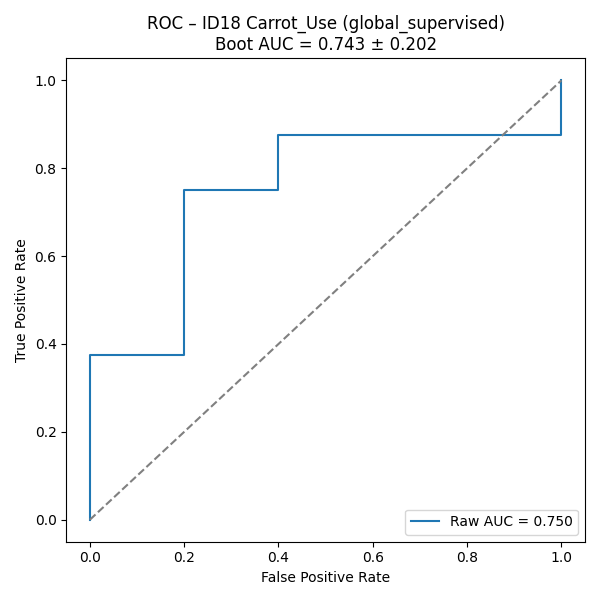 ROC – ID18 Carrot_Use (global_supervised)
Boot AUC = 0.743 ± 0.202
True Positive Rate
1.0
0.8
0.6
0.4
0.2
0.0
0.0 0.2 0.4 0.6 0.8 1.0
False Positive Rate
Raw AUC = 0.750